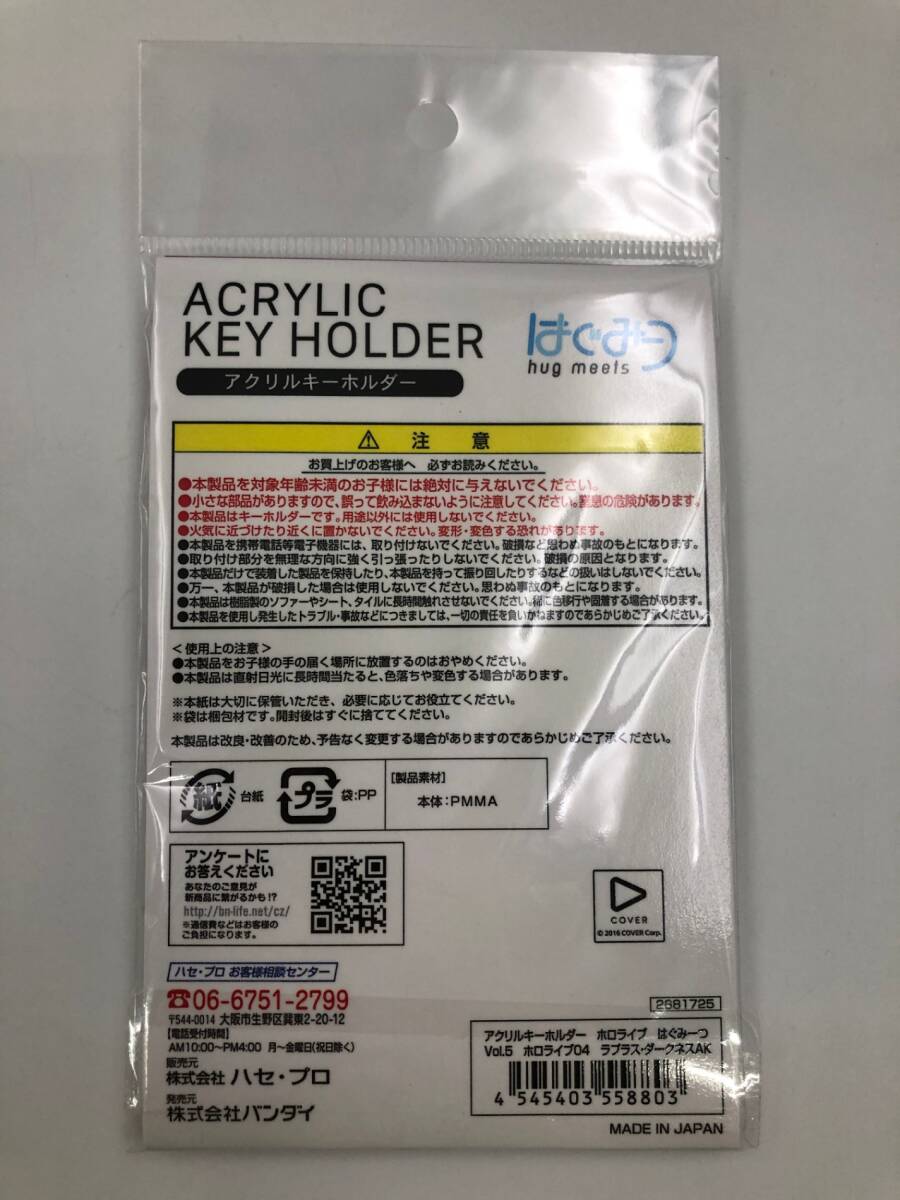 ACRYLIC
KEY HOLDER
アクリルキーホルダー
はぐみーつ
hug meets
⚠ 注 意
お買上げのお客様へ 必ずお読みください。
●本製品を対象年齢未満のお子様には絶対に与えないでください。
●小さな部品がありますので、誤って飲み込まないように注意してください。窒息の危険があります。
●本製品はキーホルダーです。用途以外には使用しないでください。
●火気に近づけたり近くに置かないでください。変形・変色する恐れがあります。
●本製品を携帯電話等電子機器には、取り付けないでください。破損など思わぬ事故のもとになります。
●取り付け部分を無理な方向に強く引っ張ったりしないでください。破損の原因となります。
●本製品だけで装着した製品を保持したり、本製品を持って振り回したりするなどの扱いはしないでください。
●万一、本製品が破損した場合は使用しないでください。思わぬ事故のもとになります。
●本製品は樹脂製のソファーやシート、タイルに長時間触れさせないでください。稀に色移行や固着する場合があります。
●本製品を使用し発生したトラブル・事故などにつきましては、一切の責任を負いかねますのであらかじめご了承ください。
<使用上の注意>
●本製品をお子様の手の届く場所に放置するのはおやめください。
●本製品は直射日光に長時間当たると、色落ちや変色する場合があります。
※本紙は大切に保管いただき、必要に応じてお役立てください。
※袋は梱包材です。開封後はすぐに捨ててください。
本製品は改良・改善のため、予告なく変更する場合がありますのであらかじめご了承ください。
紙 台紙 プラ 袋:PP
【製品素材】
本体:PMMA
アンケートに
お答えください
あなたのご意見が
新商品に繋がるかも!?
http://bn-life.net/cz/
※通信費などはお客様の
ご負担になります。
COVER
© 2016 COVER Corp.
ハセ・プロ お客様相談センター
☎06-6751-2799
〒544-0014 大阪市生野区巽東2-20-12
【電話受付時間】
AM10:00~PM4:00 月~金曜日(祝日除く)
販売元
株式会社 ハセ・プロ
発売元
株式会社バンダイ
2681725
アクリルキーホルダー ホロライブ はぐみーつ
Vol.5 ホロライブ04 ラプラス・ダークネスAK
4 545403 558803
MADE IN JAPAN